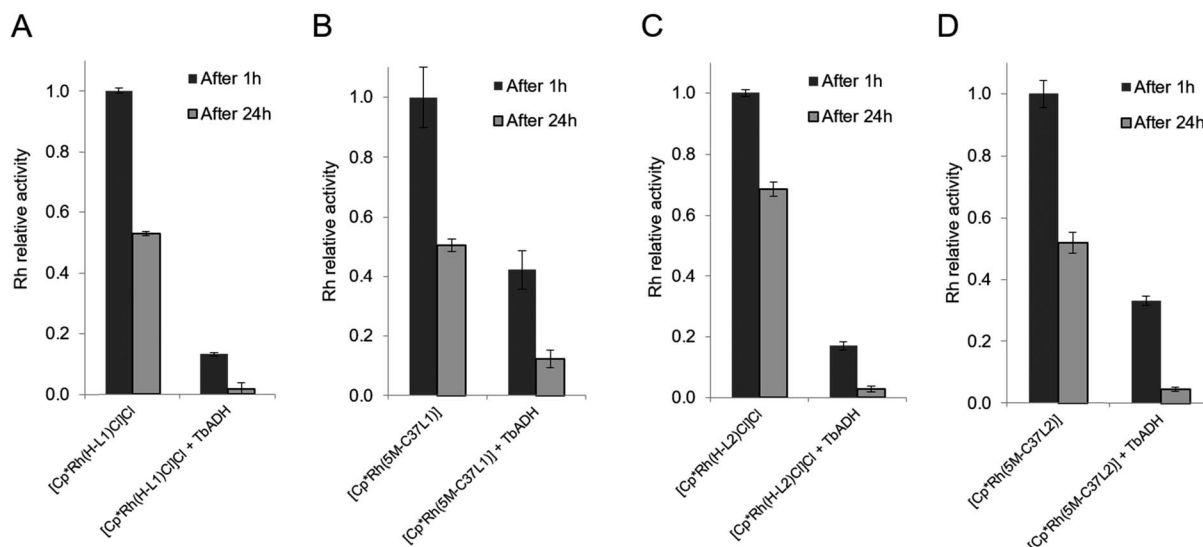 A
Rh relative activity
1.0
0.8
0.6
0.4
0.2
0.0
After 1h
After 24h
[Cp*Rh(H-L1)Cl]Cl
[Cp*Rh(H-L1)Cl]Cl + TbADH
B
Rh relative activity
1.0
0.8
0.6
0.4
0.2
0.0
After 1h
After 24h
[Cp*Rh(5M-C37L1)]
[Cp*Rh(5M-C37L1)] + TbADH
C
Rh relative activity
1.0
0.8
0.6
0.4
0.2
0.0
After 1h
After 24h
[Cp*Rh(H-L2)Cl]Cl
[Cp*Rh(H-L2)Cl]Cl + TbADH
D
Rh relative activity
1.0
0.8
0.6
0.4
0.2
0.0
After 1h
After 24h
[Cp*Rh(5M-C37L2)]
[Cp*Rh(5M-C37L2)] + TbADH